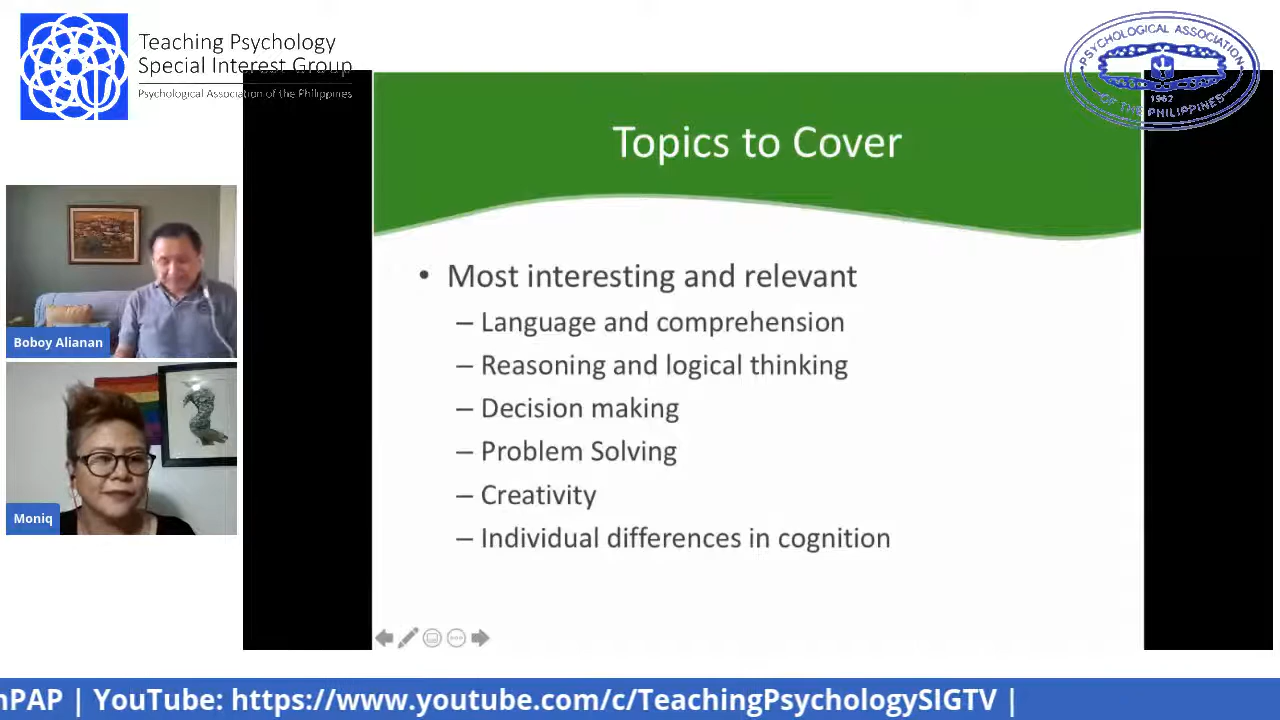 Teaching Psychology
Special Interest Group
Psychological Association of the Philippines
PSYCHOLOGICAL ASSOCIATION
OF THE PHILIPPINES
1962
Topics to Cover
• Most interesting and relevant
– Language and comprehension
– Reasoning and logical thinking
– Decision making
– Problem Solving
– Creativity
– Individual differences in cognition
Boboy Alianan
Moniq
nPAP | YouTube: https://www.youtube.com/c/TeachingPsychologySIGTV |